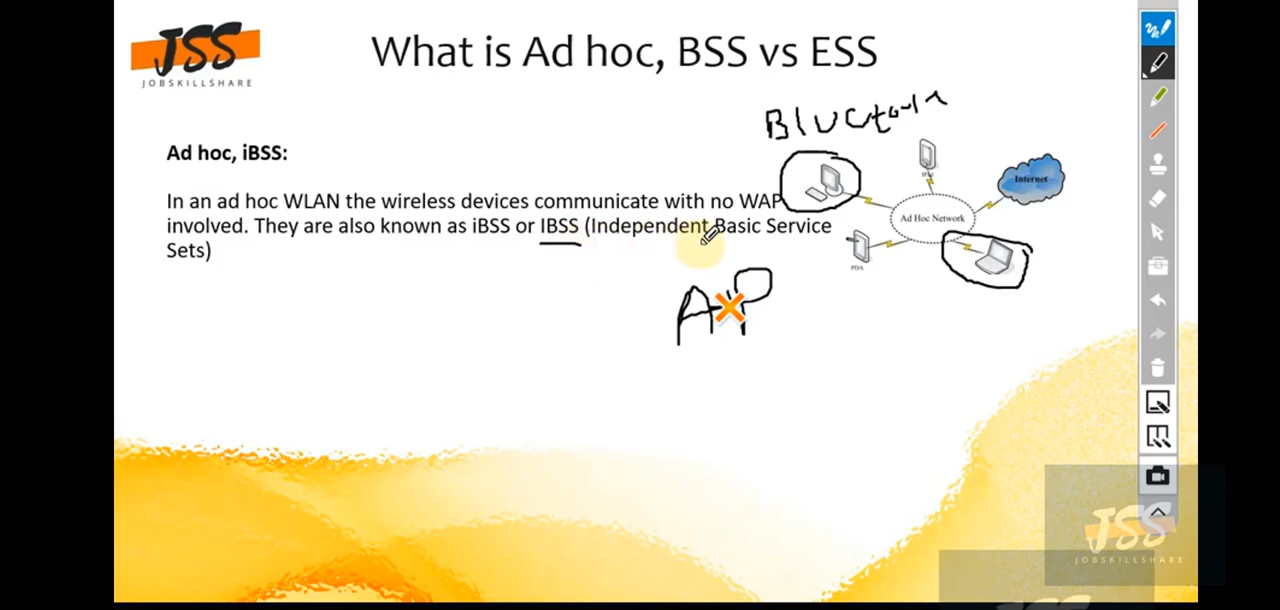 JSS
JOBSKILLSHARE
What is Ad hoc, BSS vs ESS
Ad hoc, iBSS:
In an ad hoc WLAN the wireless devices communicate with no WAP
involved. They are also known as iBSS or IBSS (Independent Basic Service
Sets)
Internet
Ad Hoc Network
PDA
AP
JSS
JOBSKILLSHARE